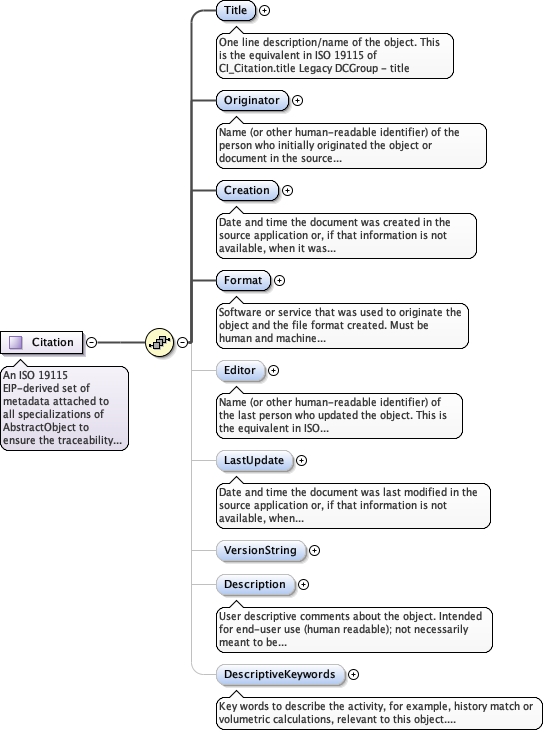 Title
One line description/name of the object. This
is the equivalent in ISO 19115 of
CI_Citation.title Legacy DCGroup - title
Originator
Name (or other human-readable identifier) of the
person who initially originated the object or
document in the source...
Creation
Date and time the document was created in the
source application or, if that information is not
available, when it was...
Format
Software or service that was used to originate the
object and the file format created. Must be
human and machine...
Citation
An ISO 19115
EIP-derived set of
metadata attached to
all specializations of
AbstractObject to
ensure the traceability...
Editor
Name (or other human-readable identifier) of
the last person who updated the object. This is
the equivalent in ISO...
LastUpdate
Date and time the document was last modified in the
source application or, if that information is not
available, when...
VersionString
Description
User descriptive comments about the object. Intended
for end-user use (human readable); not necessarily
meant to be...
DescriptiveKeywords
Key words to describe the activity, for example, history match or
volumetric calculations, relevant to this object....